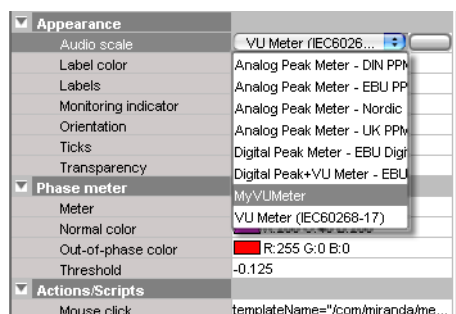 Appearance
Audio scale VU Meter (IEC6026...
Label color Analog Peak Meter - DIN PPM
Labels Analog Peak Meter - EBU PP
Monitoring indicator Analog Peak Meter - Nordic
Orientation Analog Peak Meter - UK PPM
Ticks Digital Peak Meter - EBU Digi
Transparency Digital Peak+VU Meter - EBU
Phase meter MyVUMeter
Meter VU Meter (IEC60268-17)
Normal color
Out-of-phase color R:255 G:0 B:0
Threshold -0.125
Actions/Scripts
Mouse click templateName="/com/miranda/me...